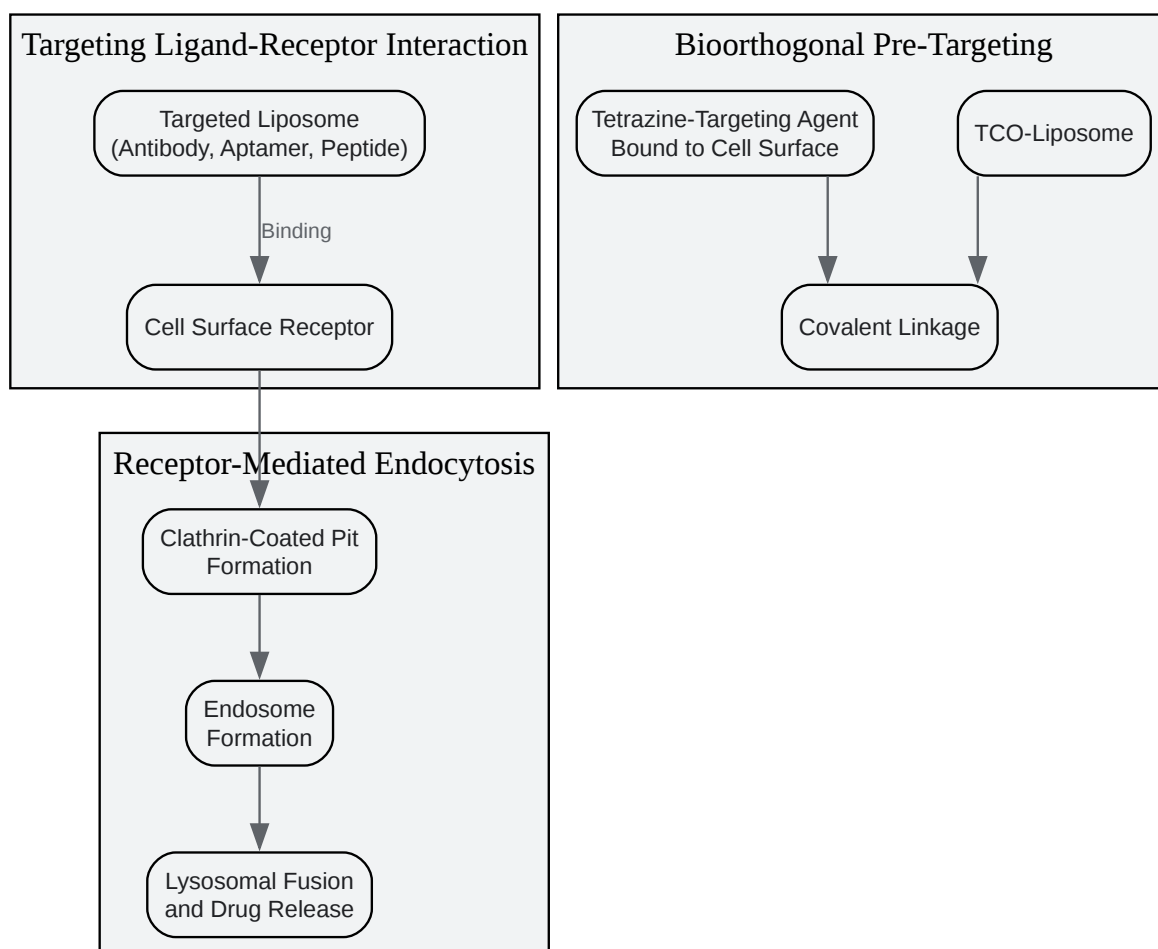 Targeting Ligand-Receptor Interaction
Targeted Liposome
(Antibody, Aptamer, Peptide)
Binding
Cell Surface Receptor
Bioorthogonal Pre-Targeting
Tetrazine-Targeting Agent
Bound to Cell Surface
TCO-Liposome
Covalent Linkage
Receptor-Mediated Endocytosis
Clathrin-Coated Pit
Formation
Endosome
Formation
Lysosomal Fusion
and Drug Release